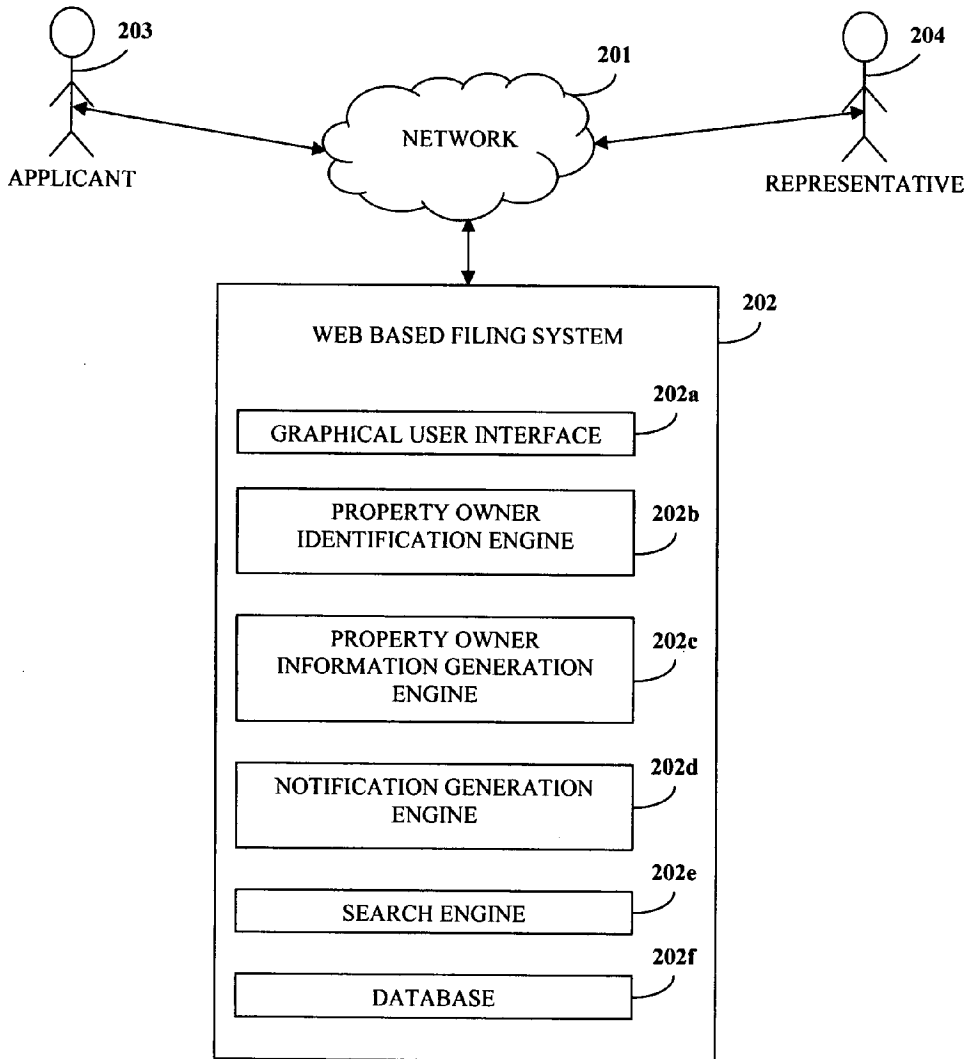 203
201
204
NETWORK
APPLICANT
REPRESENTATIVE
202
WEB BASED FILING SYSTEM
202a
GRAPHICAL USER INTERFACE
202b
PROPERTY OWNER
IDENTIFICATION ENGINE
202c
PROPERTY OWNER
INFORMATION GENERATION
ENGINE
202d
NOTIFICATION GENERATION
ENGINE
202e
SEARCH ENGINE
202f
DATABASE